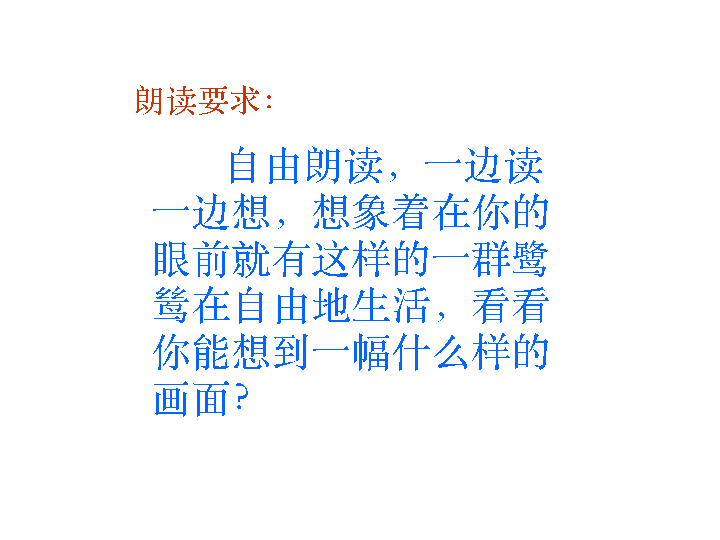 朗读要求：
自由朗读，一边读
一边想，想象着在你的
眼前就有这样的一群鹭
鸶在自由地生活，看看
你能想到一幅什么样的
画面？